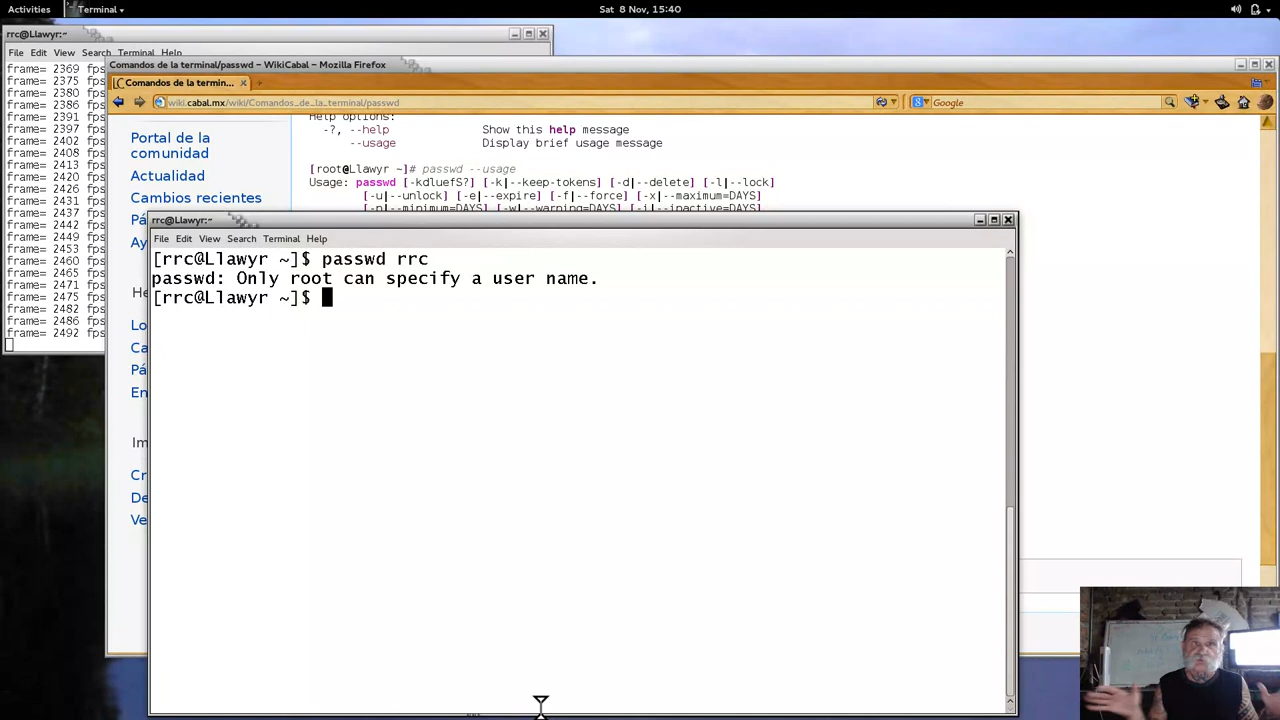 Activities
Terminal
Sat 8 Nov, 15:40
rrc@Llawyr:~
File Edit View Search Terminal Help
frame= 2369 fps
frame= 2375 fps
frame= 2380 fps
frame= 2386 fps
frame= 2391 fps
frame= 2397 fps
frame= 2402 fps
frame= 2408 fps
frame= 2413 fps
frame= 2420 fps
frame= 2426 fps
frame= 2431 fps
frame= 2437 fps
frame= 2442 fps
frame= 2449 fps
frame= 2453 fps
frame= 2460 fps
frame= 2465 fps
frame= 2471 fps
frame= 2475 fps
frame= 2482 fps
frame= 2486 fps
frame= 2492 fps
Comandos de la terminal/passwd – WikiCabal – Mozilla Firefox
Comandos de la termin...
wiki.cabal.mx/wiki/Comandos_de_la_terminal/passwd
Google
Portal de la
comunidad
Actualidad
Cambios recientes
Help options:
-?, --help Show this help message
--usage Display brief usage message
[root@Llawyr ~]# passwd --usage
Usage: passwd [-kdluefS?] [-k|--keep-tokens] [-d|--delete] [-l|--lock]
[-u|--unlock] [-e|--expire] [-f|--force] [-x|--maximum=DAYS]
[-n|--minimum=DAYS] [-w|--warning=DAYS] [-i|--inactive=DAYS]
rrc@Llawyr:~
File Edit View Search Terminal Help
[rrc@Llawyr ~]$ passwd rrc
passwd: Only root can specify a user name.
[rrc@Llawyr ~]$